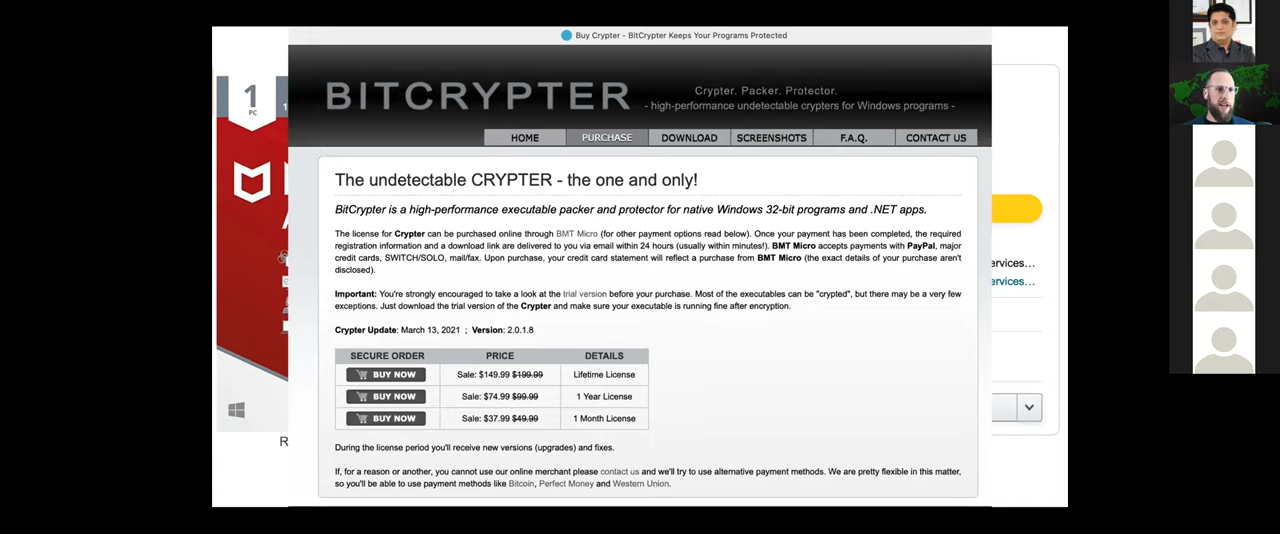 Buy Crypter - BitCrypter Keeps Your Programs Protected
BITCRYPTER
Crypter. Packer. Protector.
- high-performance undetectable crypters for Windows programs -
HOME PURCHASE DOWNLOAD SCREENSHOTS F.A.Q. CONTACT US
1
PC
The undetectable CRYPTER - the one and only!
BitCrypter is a high-performance executable packer and protector for native Windows 32-bit programs and .NET apps.
The license for Crypter can be purchased online through BMT Micro (for other payment options read below). Once your payment has been completed, the required
registration information and a download link are delivered to you via email within 24 hours (usually within minutes!). BMT Micro accepts payments with PayPal, major
credit cards, SWITCH/SOLO, mail/fax. Upon purchase, your credit card statement will reflect a purchase from BMT Micro (the exact details of your purchase aren't
disclosed).
Important: You're strongly encouraged to take a look at the trial version before your purchase. Most of the executables can be "crypted", but there may be a very few
exceptions. Just download the trial version of the Crypter and make sure your executable is running fine after encryption.
Crypter Update: March 13, 2021 ; Version: 2.0.1.8
SECURE ORDER PRICE DETAILS
BUY NOW Sale: $149.99 $199.99 Lifetime License
BUY NOW Sale: $74.99 $99.99 1 Year License
BUY NOW Sale: $37.99 $49.99 1 Month License
During the license period you'll receive new versions (upgrades) and fixes.
If, for a reason or another, you cannot use our online merchant please contact us and we'll try to use alternative payment methods. We are pretty flexible in this matter,
so you'll be able to use payment methods like Bitcoin, Perfect Money and Western Union.
ervices...
ervices...
R